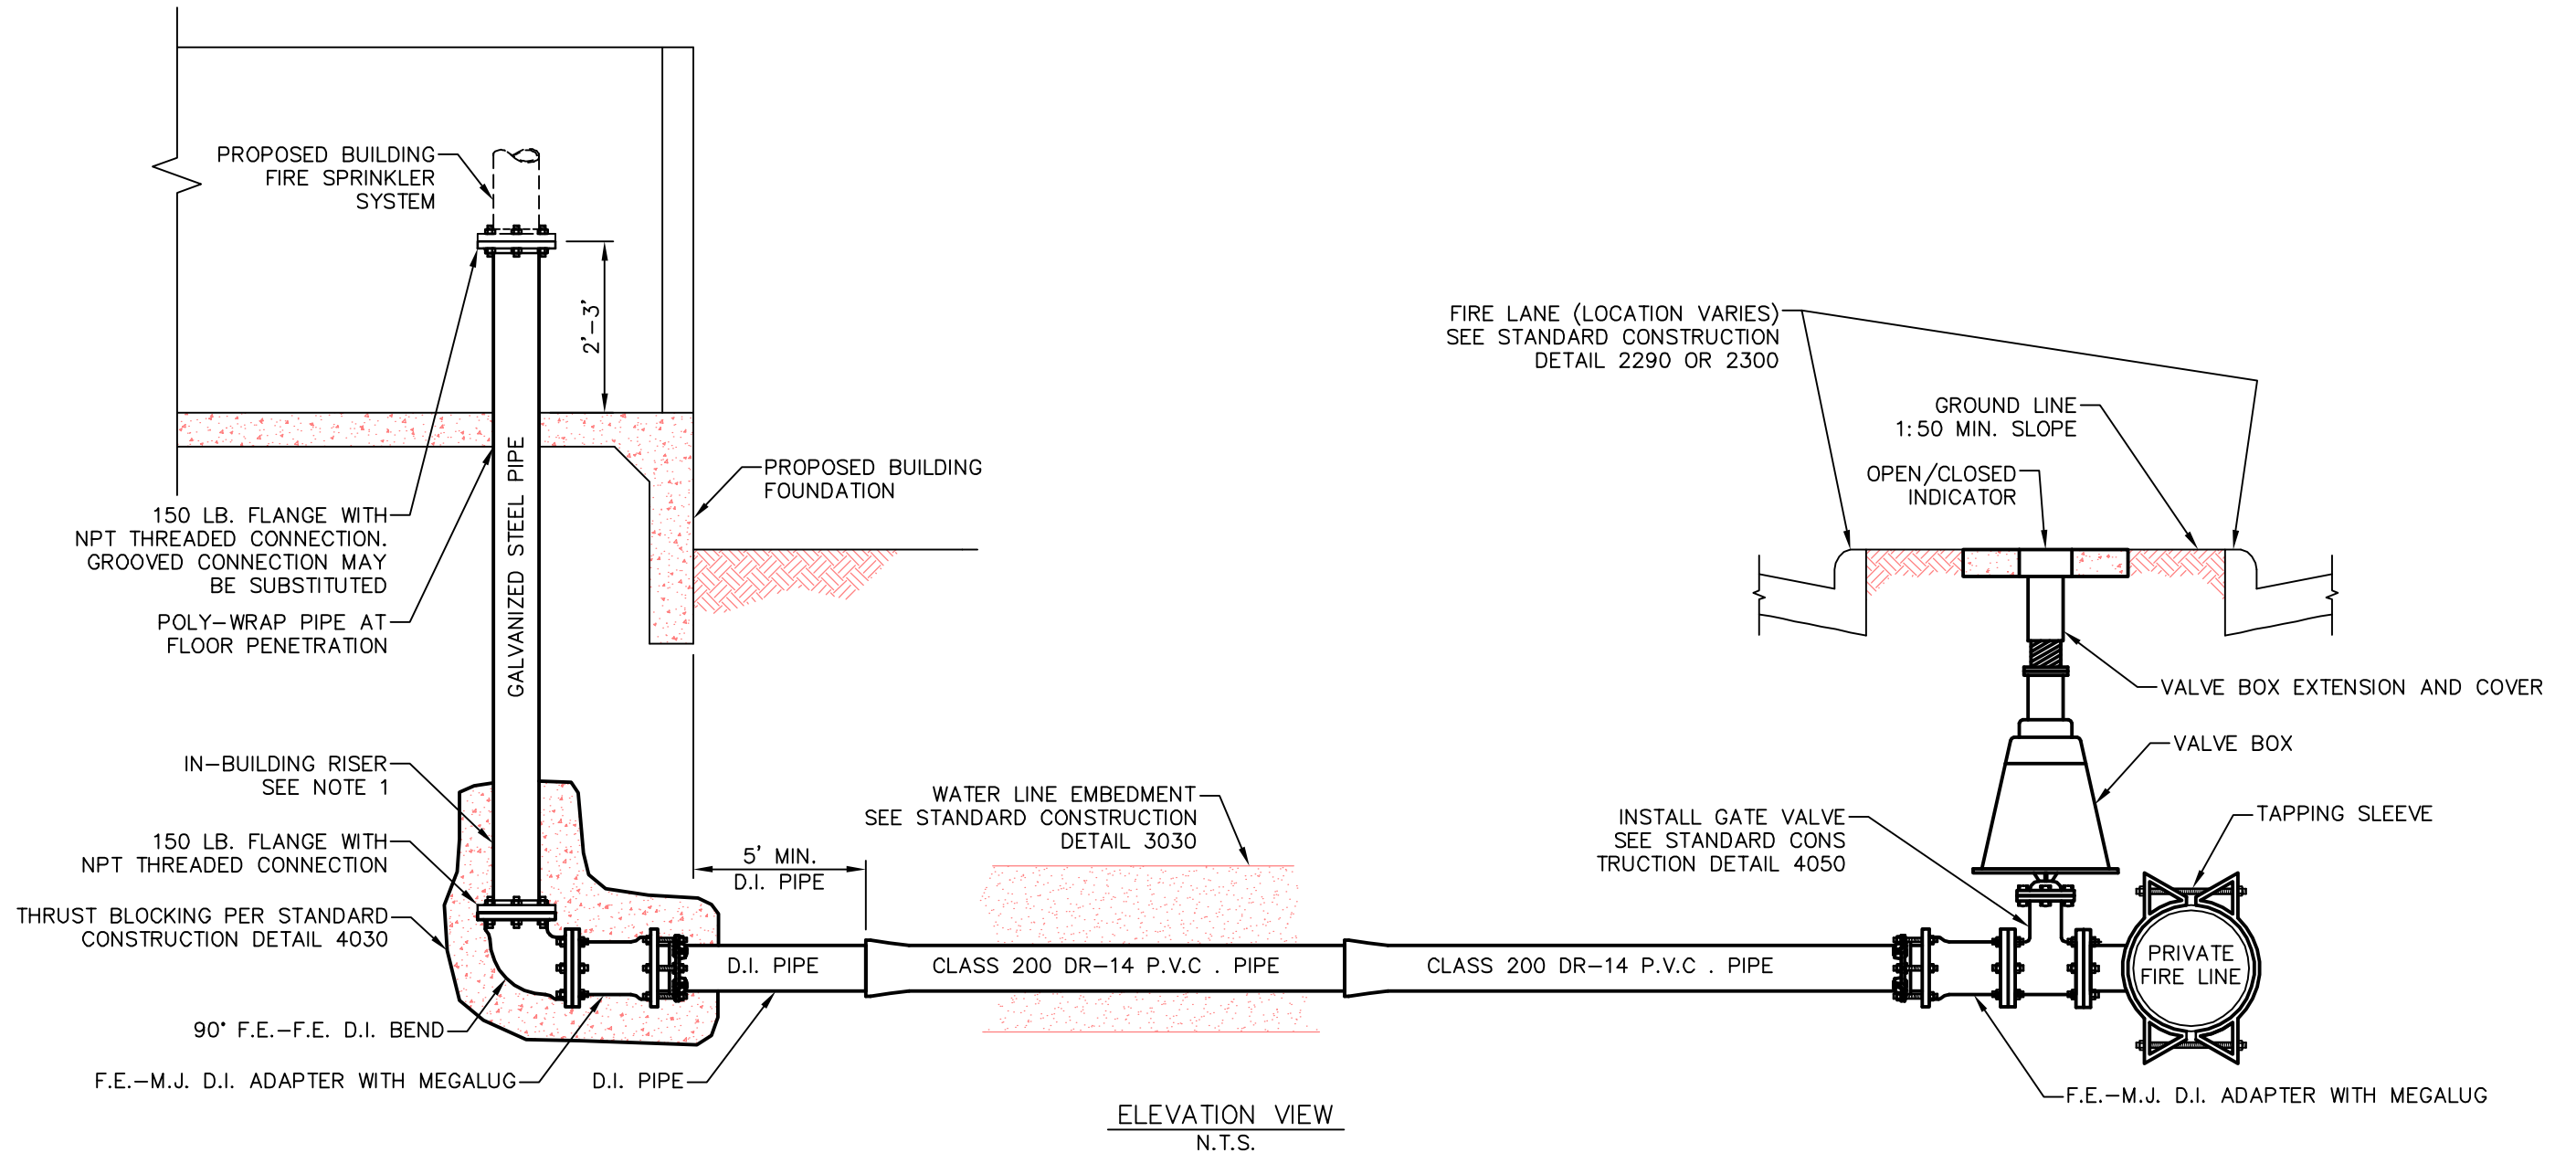 PROPOSED BUILDING
FIRE SPRINKLER
SYSTEM
2'-3'
GALVANIZED STEEL PIPE
150 LB. FLANGE WITH
NPT THREADED CONNECTION.
GROOVED CONNECTION MAY
BE SUBSTITUTED
POLY-WRAP PIPE AT
FLOOR PENETRATION
PROPOSED BUILDING
FOUNDATION
IN-BUILDING RISER
SEE NOTE 1
150 LB. FLANGE WITH
NPT THREADED CONNECTION
THRUST BLOCKING PER STANDARD
CONSTRUCTION DETAIL 4030
90° F.E.-F.E. D.I. BEND
F.E.-M.J. D.I. ADAPTER WITH MEGALUG
D.I. PIPE
5' MIN.
D.I. PIPE
D.I. PIPE
WATER LINE EMBEDMENT
SEE STANDARD CONSTRUCTION
DETAIL 3030
CLASS 200 DR-14 P.V.C . PIPE
CLASS 200 DR-14 P.V.C . PIPE
FIRE LANE (LOCATION VARIES)
SEE STANDARD CONSTRUCTION
DETAIL 2290 OR 2300
GROUND LINE
1:50 MIN. SLOPE
OPEN/CLOSED
INDICATOR
VALVE BOX EXTENSION AND COVER
VALVE BOX
INSTALL GATE VALVE
SEE STANDARD CONS
TRUCTION DETAIL 4050
TAPPING SLEEVE
PRIVATE
FIRE LINE
F.E.-M.J. D.I. ADAPTER WITH MEGALUG
ELEVATION VIEW
N.T.S.